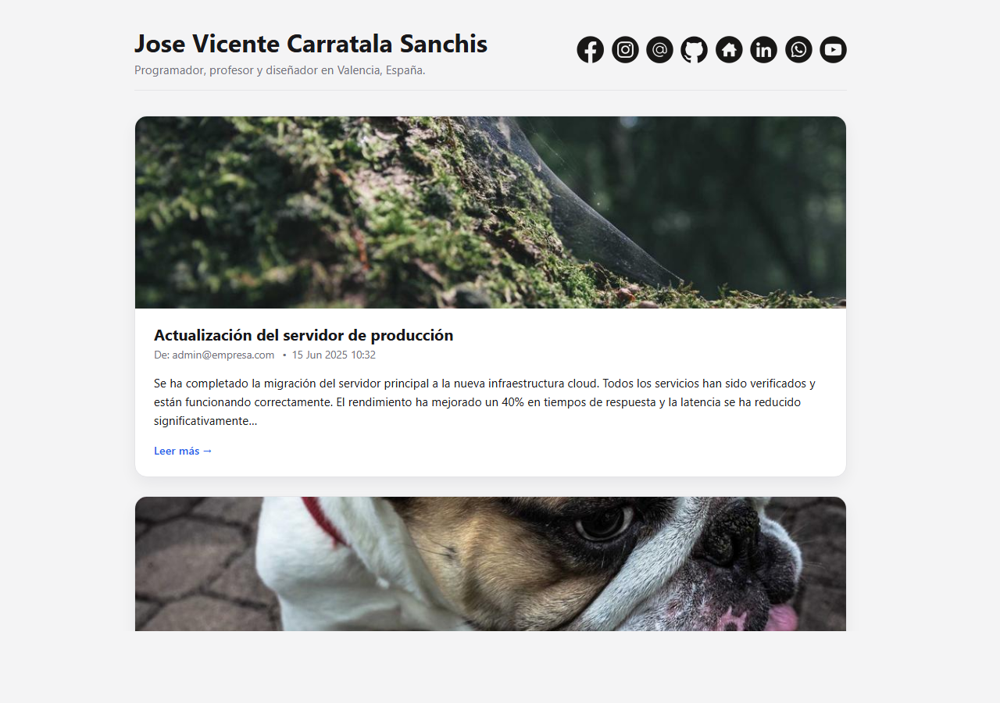 Jose Vicente Carratala Sanchis
Programador, profesor y diseñador en Valencia, España.
Actualización del servidor de producción
De: admin@empresa.com • 15 Jun 2025 10:32
Se ha completado la migración del servidor principal a la nueva infraestructura cloud. Todos los servicios han sido verificados y
están funcionando correctamente. El rendimiento ha mejorado un 40% en tiempos de respuesta y la latencia se ha reducido
significativamente...
Leer más →